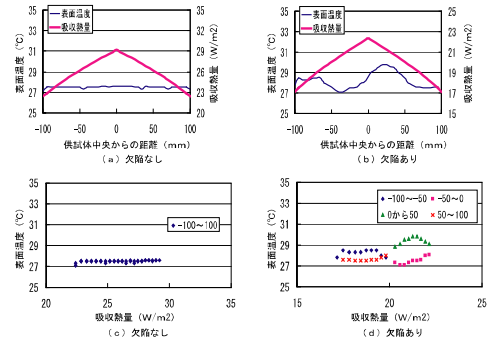 表面温度
吸収熱量
35
33
31
29
27
25
35
32
29
26
23
20
表面温度 (℃)
吸収熱量 (W/m2)
-100 -50 0 50 100
供試体中央からの距離 (mm)
(a) 欠陥なし
表面温度
吸収熱量
35
33
31
29
27
25
25
23
21
19
17
15
表面温度 (℃)
吸収熱量 (W/m2)
-100 -50 0 50 100
供試体中央からの距離 (mm)
(b) 欠陥あり
35
33
31
29
27
25
表面温度 (℃)
-100~100
20 25 30 35
吸収熱量 (W/m2)
(c) 欠陥なし
35
33
31
29
27
25
表面温度 (℃)
-100~-50 -50~0
0から50 50~100
15 20 25
吸収熱量 (W/m2)
(d) 欠陥あり